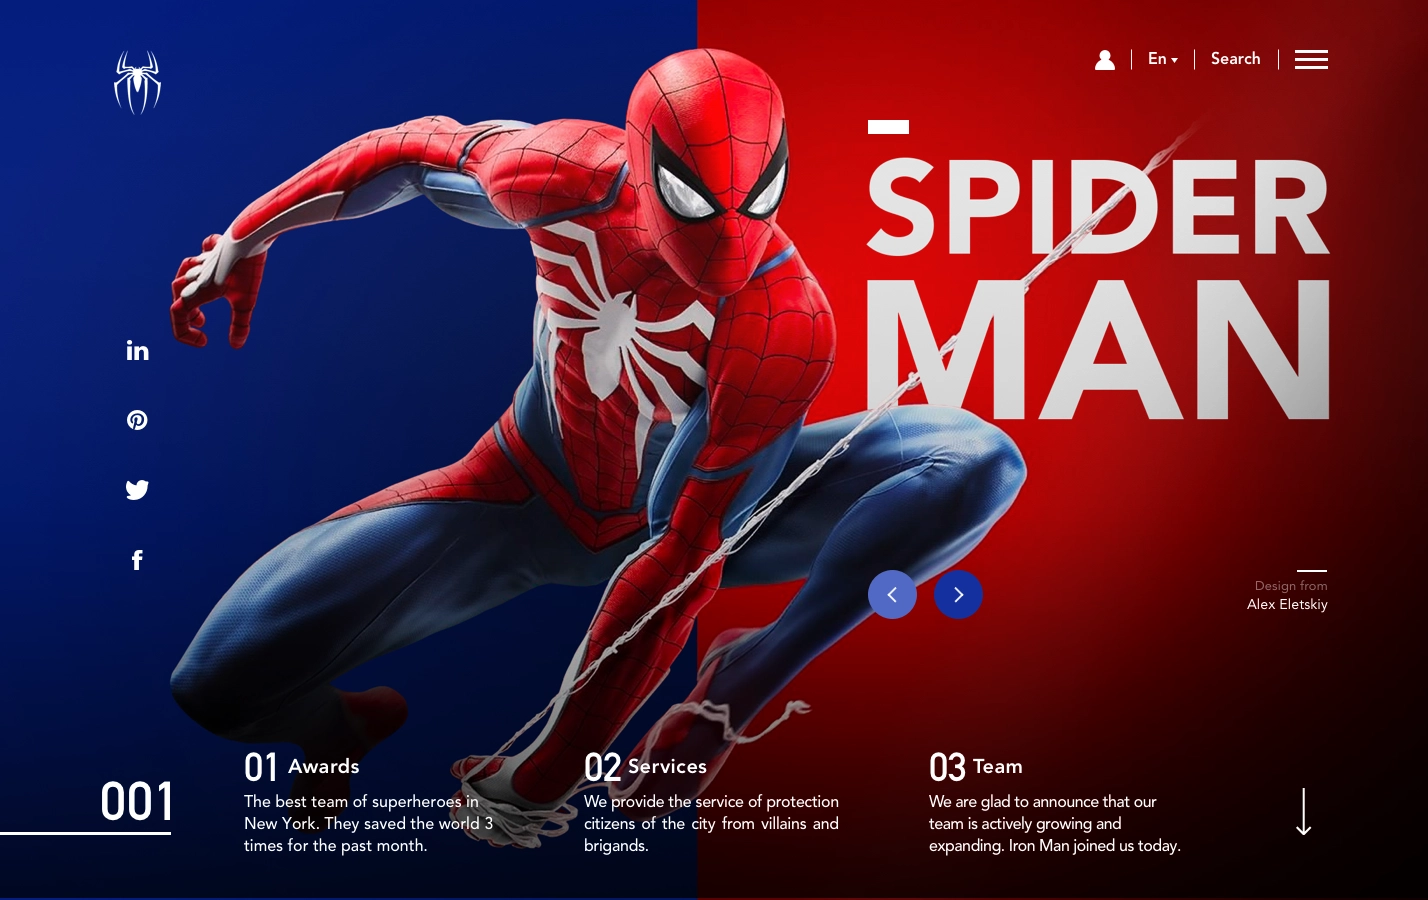 En
Search
SPIDER
MAN
in
f
Design from
Alex Eletskiy
001
01 Awards
The best team of superheroes in
New York. They saved the world 3
times for the past month.
02 Services
We provide the service of protection
citizens of the city from villains and
brigands.
03 Team
We are glad to announce that our
team is actively growing and
expanding. Iron Man joined us today.